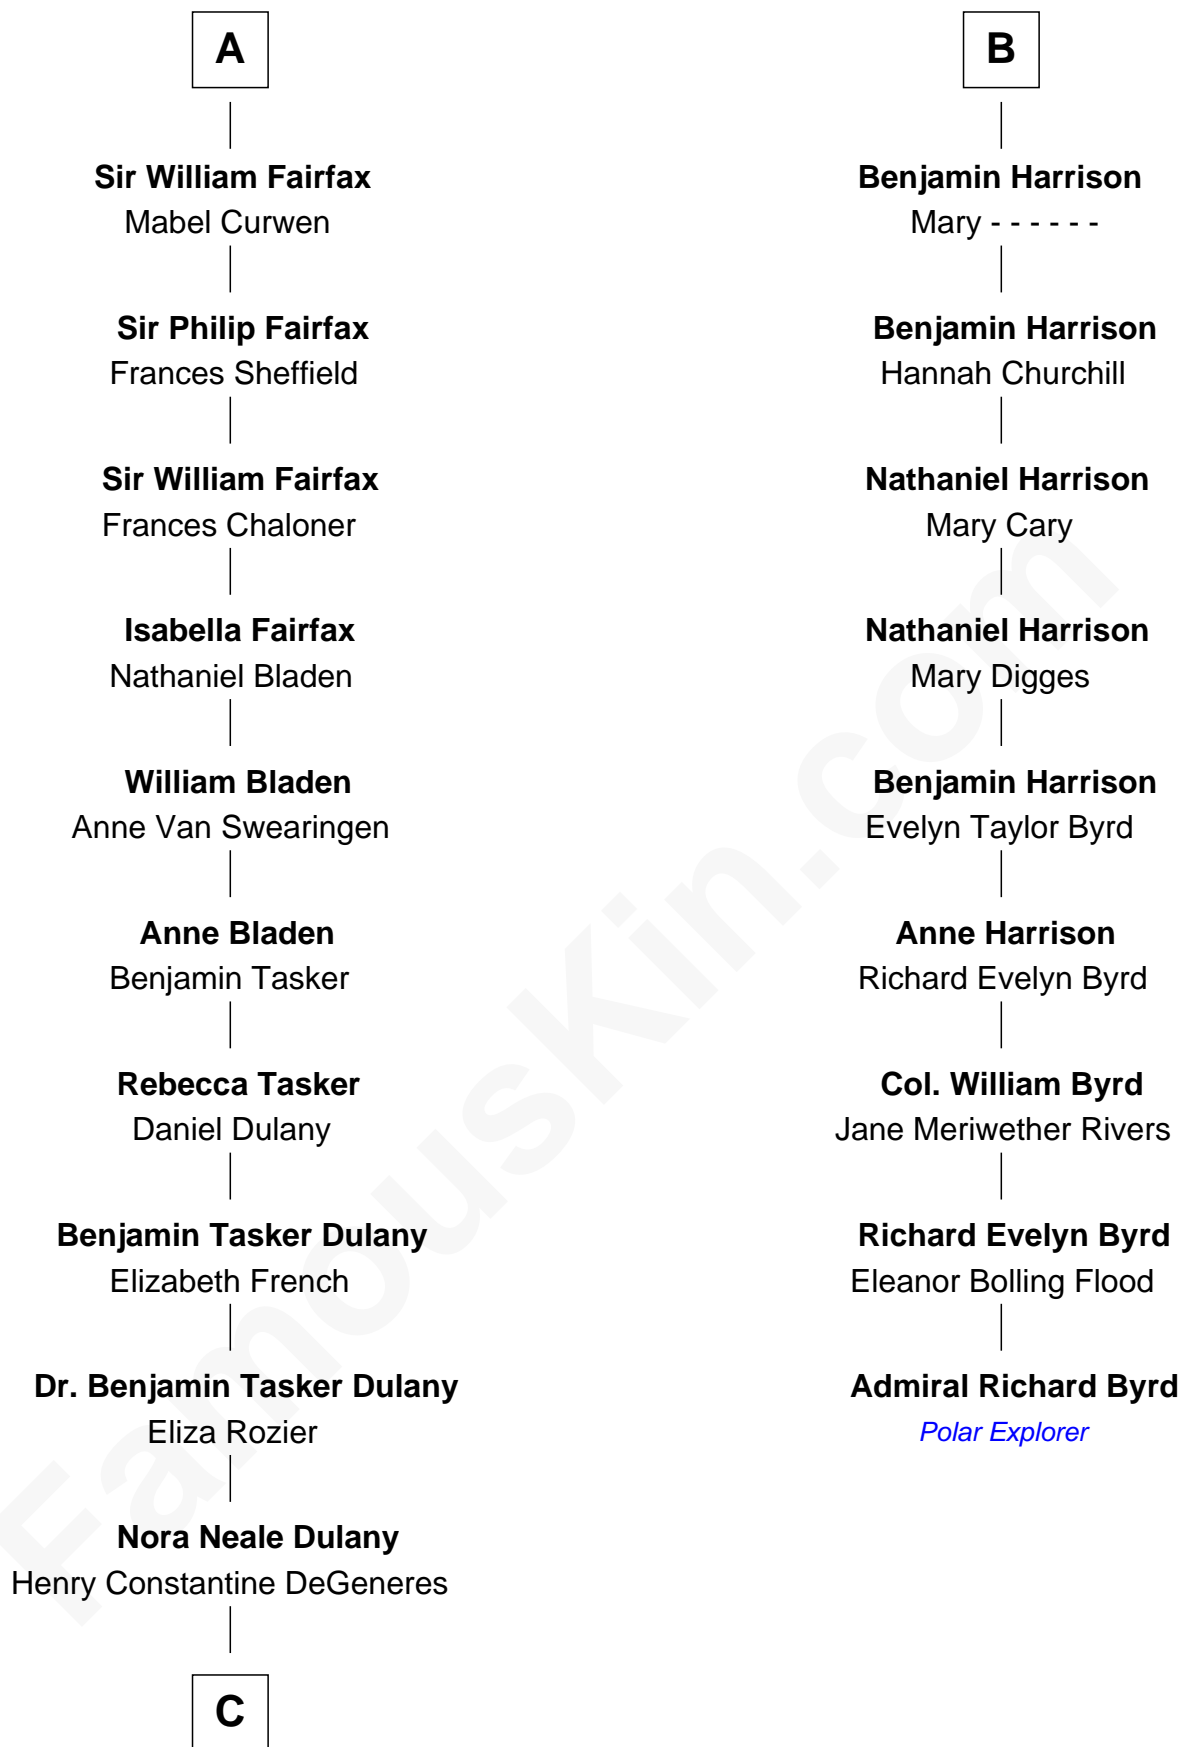 A
Sir William Fairfax
Mabel Curwen
Sir Philip Fairfax
Frances Sheffield
Sir William Fairfax
Frances Chaloner
Isabella Fairfax
Nathaniel Bladen
William Bladen
Anne Van Swearingen
Anne Bladen
Benjamin Tasker
Rebecca Tasker
Daniel Dulany
Benjamin Tasker Dulany
Elizabeth French
Dr. Benjamin Tasker Dulany
Eliza Rozier
Nora Neale Dulany
Henry Constantine DeGeneres
C
B
Benjamin Harrison
Mary - - - - - -
Benjamin Harrison
Hannah Churchill
Nathaniel Harrison
Mary Cary
Nathaniel Harrison
Mary Digges
Benjamin Harrison
Evelyn Taylor Byrd
Anne Harrison
Richard Evelyn Byrd
Col. William Byrd
Jane Meriwether Rivers
Richard Evelyn Byrd
Eleanor Bolling Flood
Admiral Richard Byrd
Polar Explorer
FamousKin.com